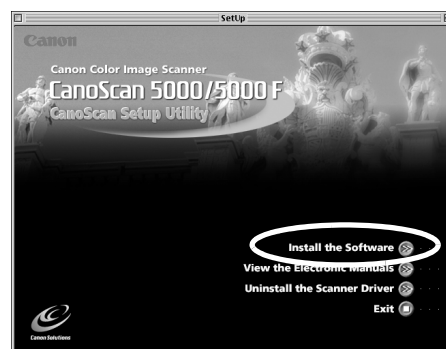 SetUp
Canon
Canon Color Image Scanner
CanoScan 5000/5000 F
CanoScan Setup Utility
Install the Software
View the Electronic Manuals
Uninstall the Scanner Driver
Exit
Canon Solutions